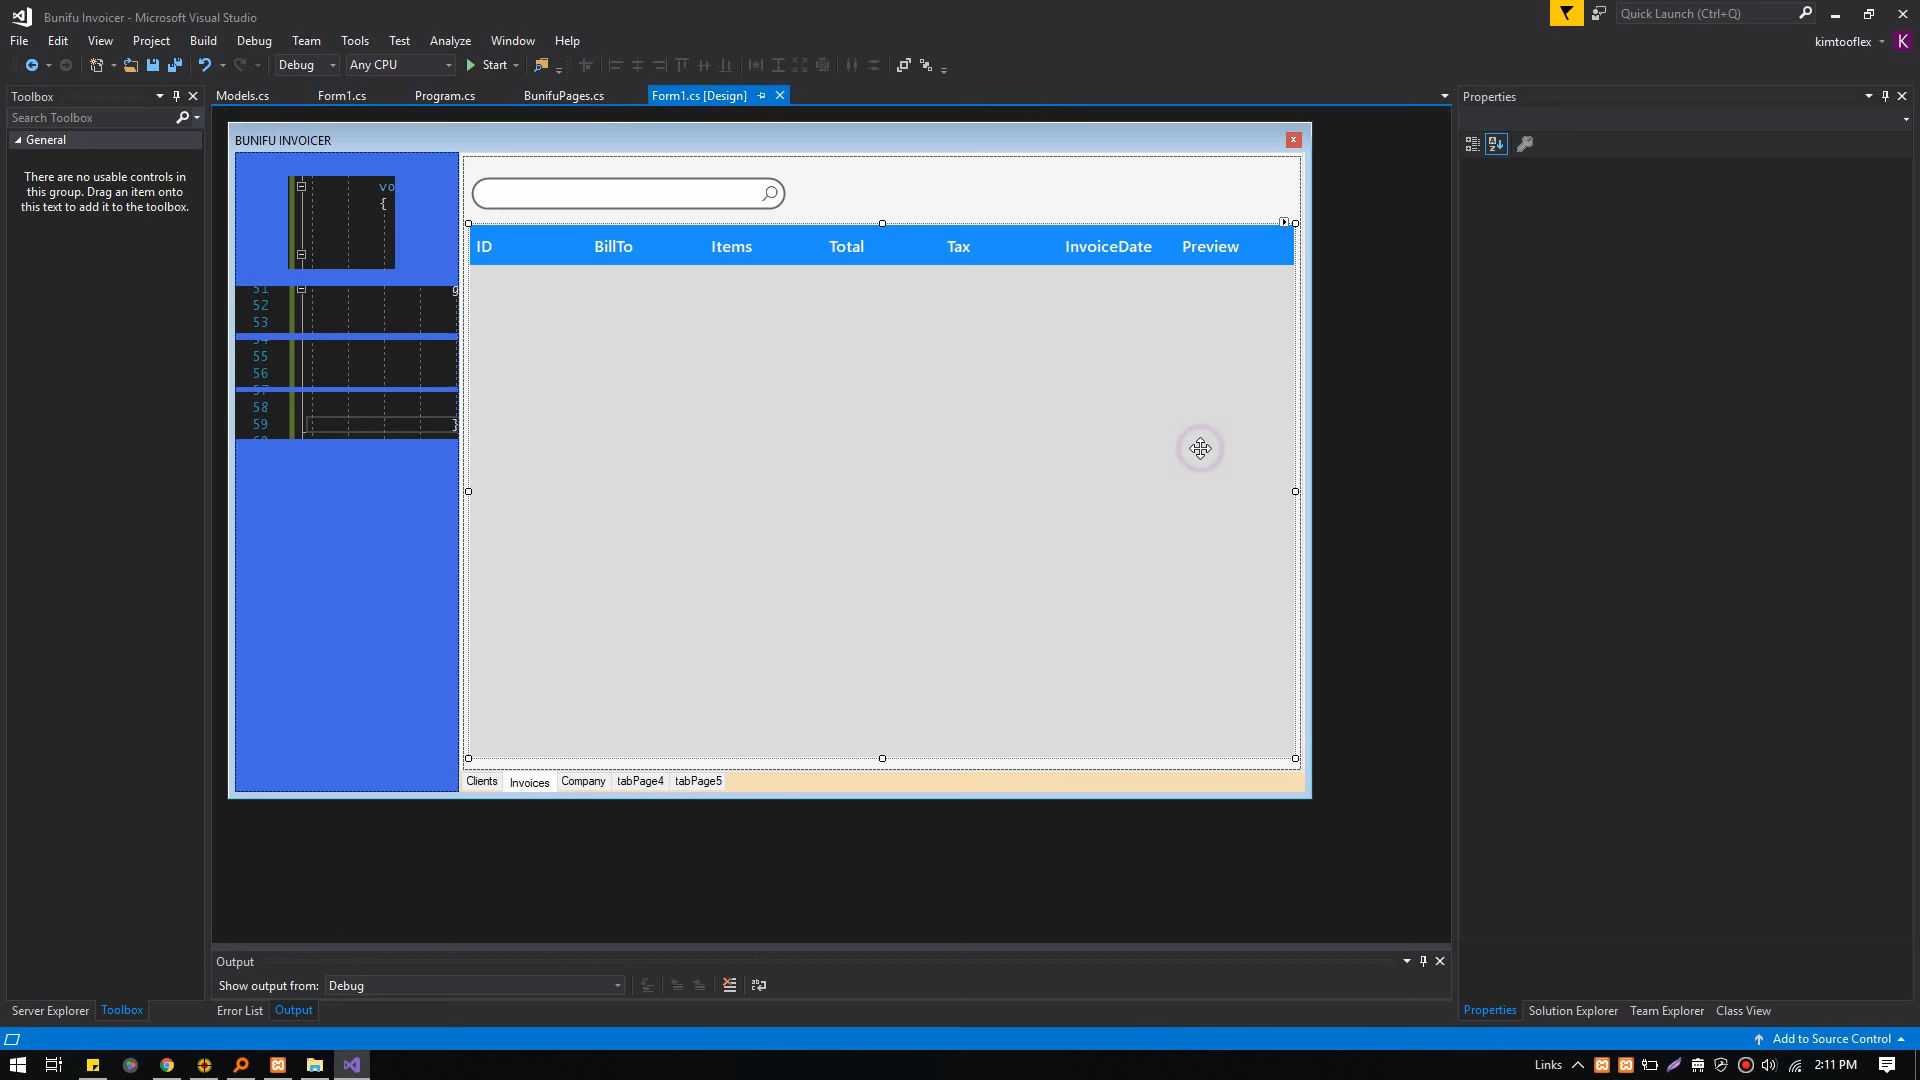 Bunifu Invoicer - Microsoft Visual Studio
Quick Launch (Ctrl+Q)
File Edit View Project Build Debug Team Tools Test Analyze Window Help
kimtooflex K
Debug Any CPU Start
Toolbox
Models.cs Form1.cs Program.cs BunifuPages.cs Form1.cs [Design]
Properties
Search Toolbox
General
There are no usable controls in
this group. Drag an item onto
this text to add it to the toolbox.
BUNIFU INVOICER
vo
{
ID BillTo Items Total Tax InvoiceDate Preview
51 g
52
53
54
55
56
57
58
59 }
Clients Invoices Company tabPage4 tabPage5
Output
Show output from: Debug
Server Explorer Toolbox
Error List Output
Properties Solution Explorer Team Explorer Class View
Add to Source Control
Links 2:11 PM